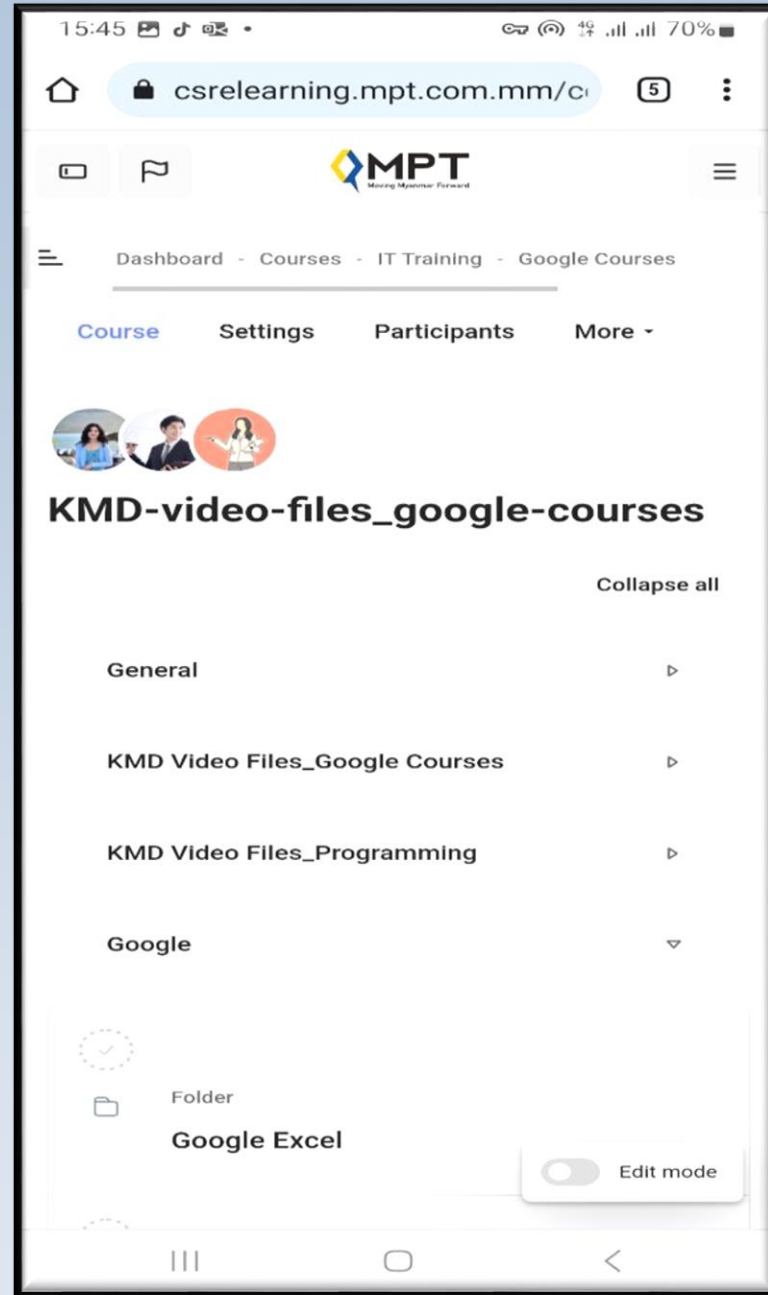 15:45 70%
4G
csrelearning.mpt.com.mm/c
5
MPT
Moving Myanmar Forward
Dashboard - Courses - IT Training - Google Courses
Course Settings Participants More
KMD-video-files_google-courses
Collapse all
General
KMD Video Files_Google Courses
KMD Video Files_Programming
Google
Folder
Google Excel
Edit mode